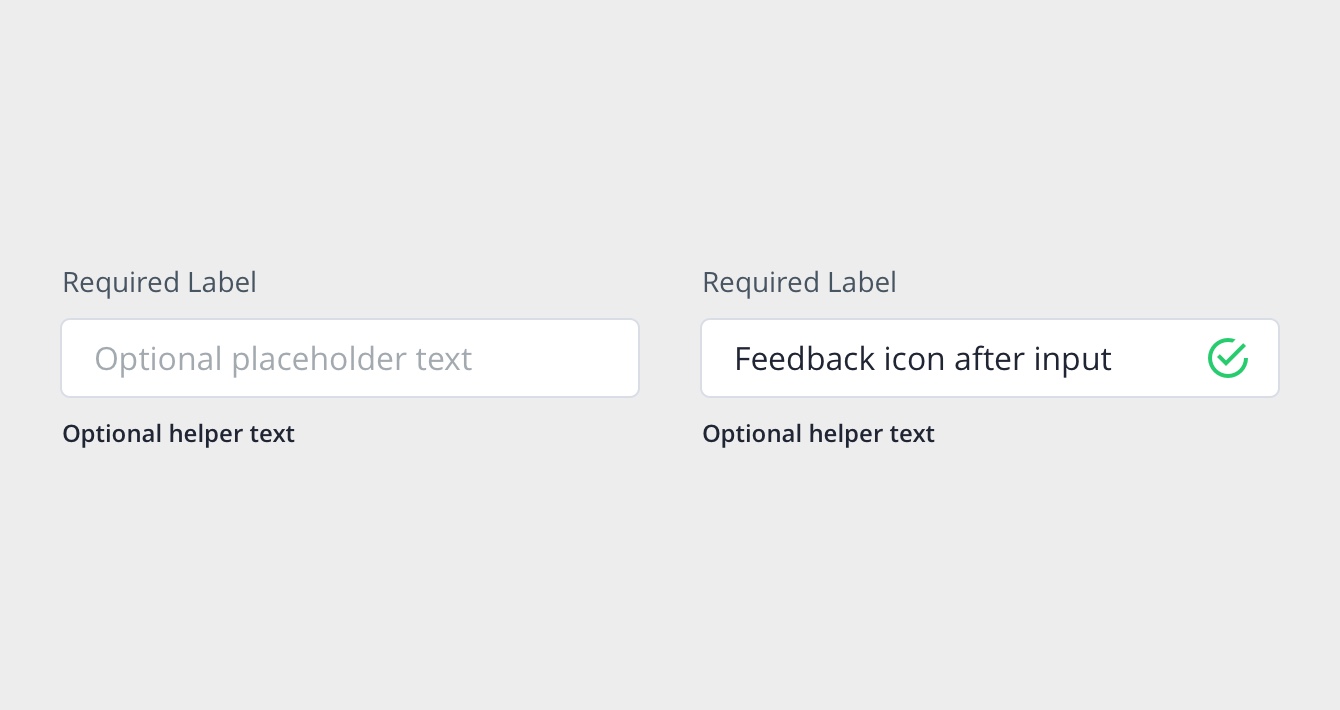 Required Label
Optional placeholder text
Optional helper text
Required Label
Feedback icon after input
Optional helper text